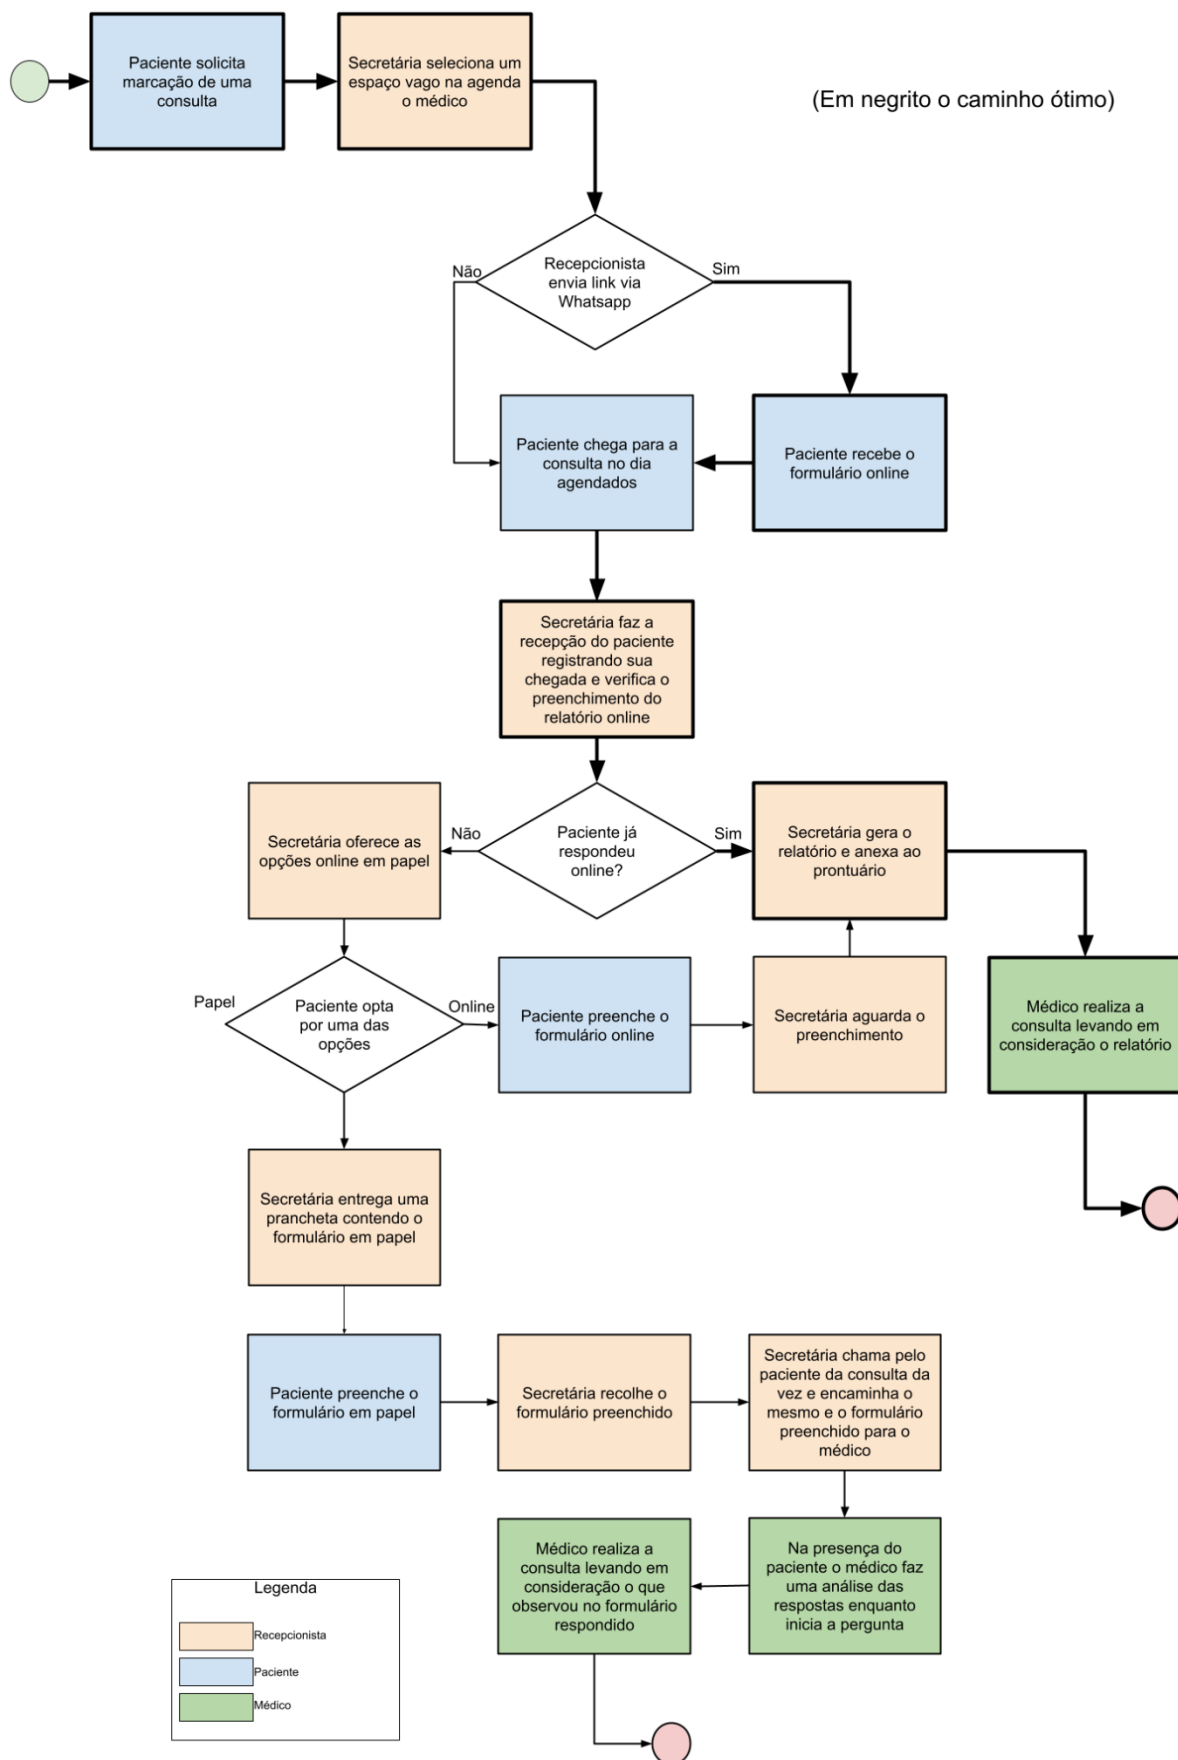 Paciente solicita
marcação de uma
consulta
Secretária seleciona um
espaço vago na agenda
o médico
(Em negrito o caminho ótimo)
Recepcionista
envia link via
Whatsapp
Não
Sim
Paciente chega para a
consulta no dia
agendados
Paciente recebe o
formulário online
Secretária faz a
recepção do paciente
registrando sua
chegada e verifica o
preenchimento do
relatório online
Secretária oferece as
opções online em papel
Não
Paciente já
respondeu
online?
Sim
Secretária gera o
relatório e anexa ao
prontuário
Papel
Paciente opta
por uma das
opções
Online
Paciente preenche o
formulário online
Secretária aguarda o
preenchimento
Médico realiza a
consulta levando em
consideração o relatório
Secretária entrega uma
prancheta contendo o
formulário em papel
Paciente preenche o
formulário em papel
Secretária recolhe o
formulário preenchido
Secretária chama pelo
paciente da consulta da
vez e encaminha o
mesmo e o formulário
preenchido para o
médico
Médico realiza a
consulta levando em
consideração o que
observou no formulário
respondido
Na presença do
paciente o médico faz
uma análise das
respostas enquanto
inicia a pergunta
Legenda
Recepcionista
Paciente
Médico